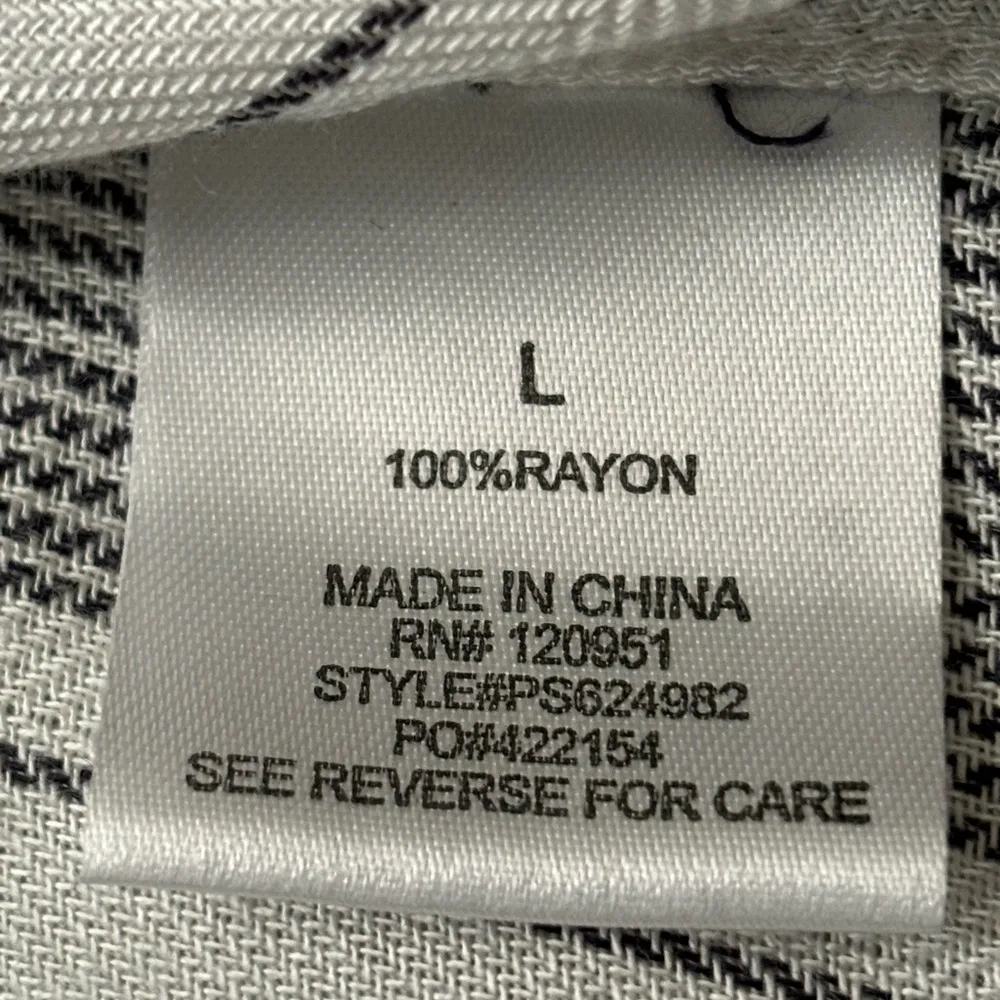 L
100%RAYON
MADE IN CHINA
RN# 120951
STYLE#PS624982
PO#422154
SEE REVERSE FOR CARE